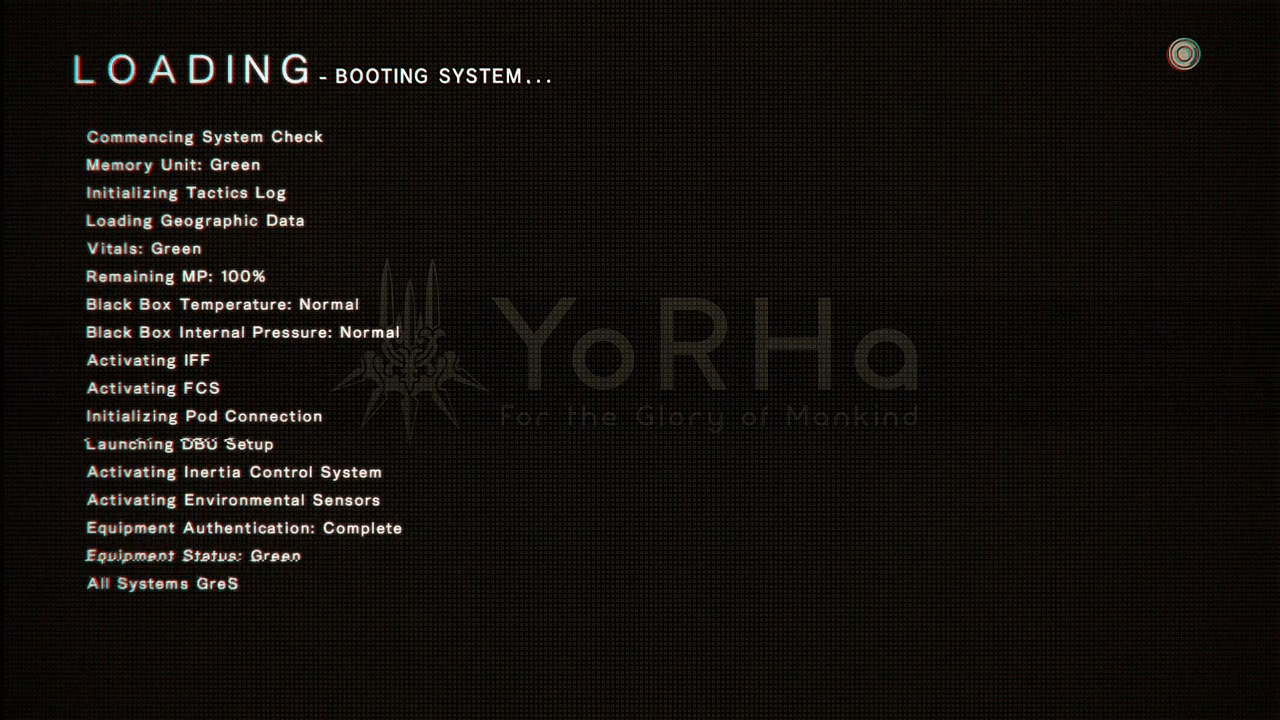 LOADING - BOOTING SYSTEM...
Commencing System Check
Memory Unit: Green
Initializing Tactics Log
Loading Geographic Data
Vitals: Green
Remaining MP: 100%
Black Box Temperature: Normal
Black Box Internal Pressure: Normal
Activating IFF
Activating FCS
Initializing Pod Connection
Launching DBU Setup
Activating Inertia Control System
Activating Environmental Sensors
Equipment Authentication: Complete
Equipment Status: Green
All Systems GreS
YoRHa
For the Glory of Mankind